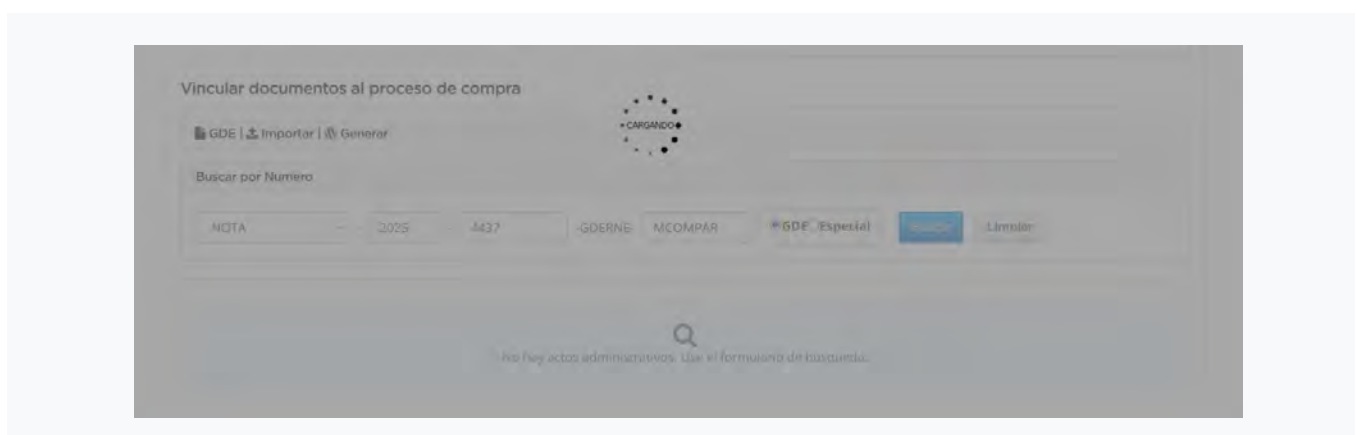 Vincular documentos al proceso de compra
CARGANDO
GDE | Importar | Generar
Buscar por Numero
NOTA - 2025 - 4437 -GDERNE- MCOMPAR GDE Especial Limpiar
No hay actos administrativos. Use el formulario de búsqueda.